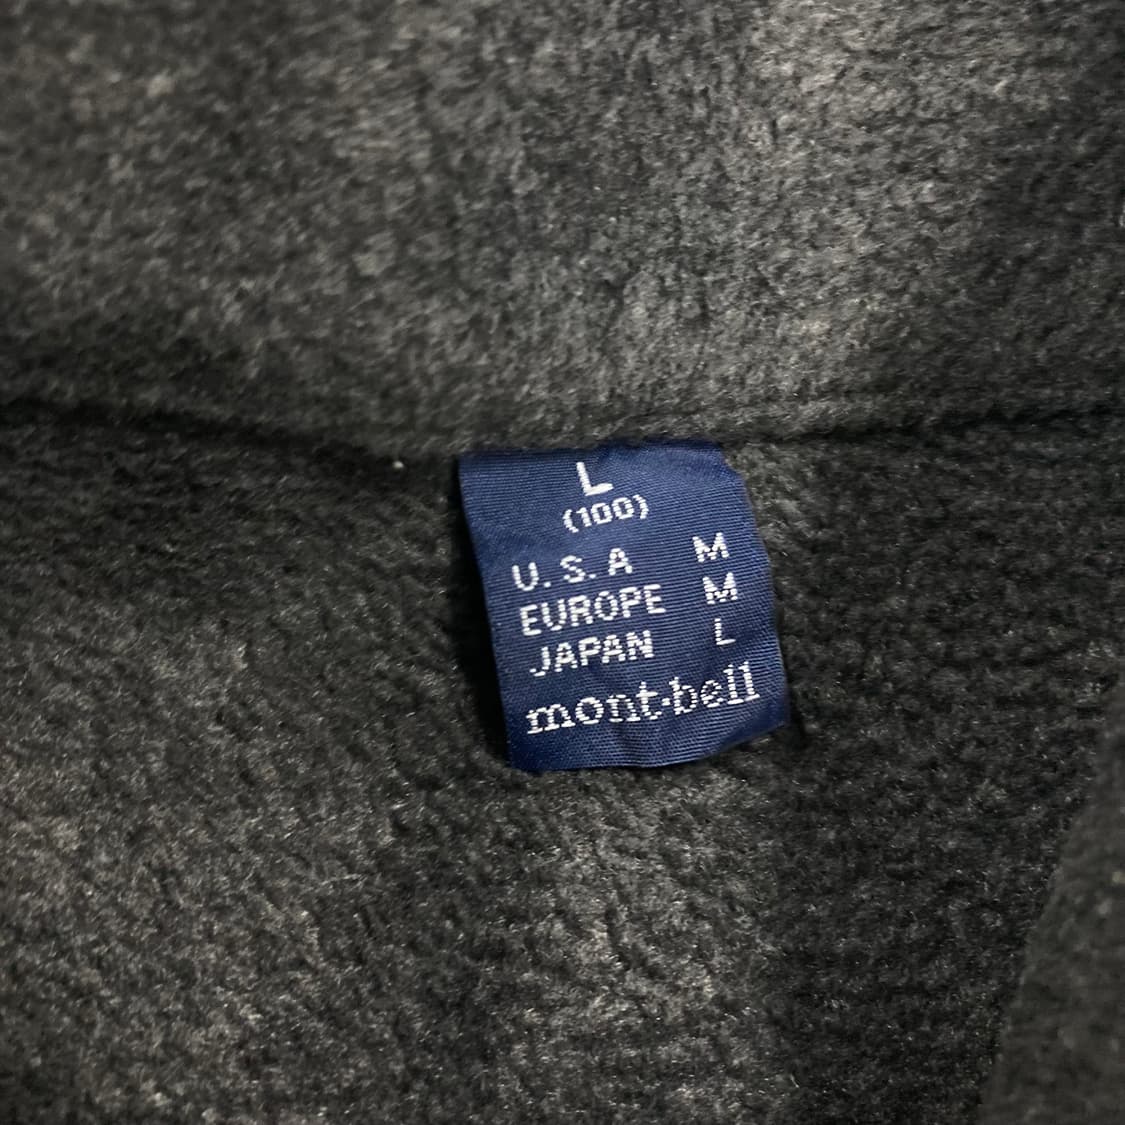 L
(100)
U.S.A M
EUROPE M
JAPAN L
mont·bell